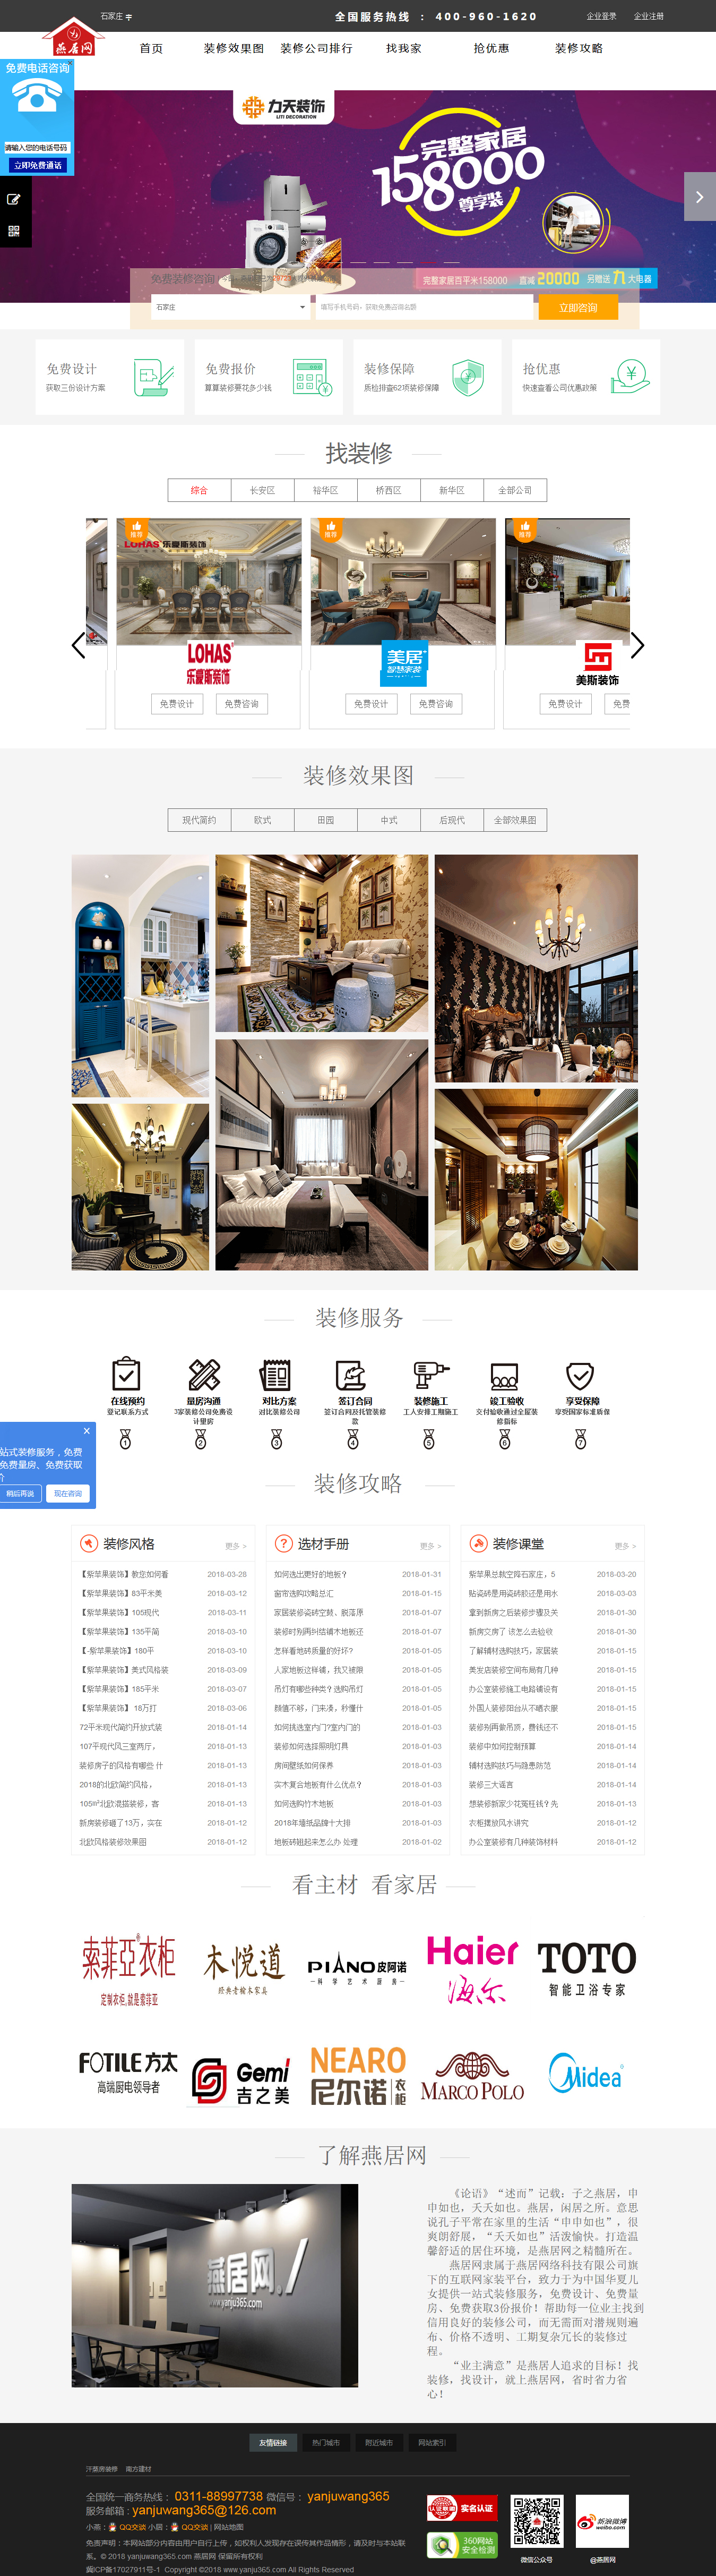 石家庄
全国服务热线 : 400-960-1620
企业登录 企业注册
燕居网
首页 装修效果图 装修公司排行 找我家 抢优惠 装修攻略
免费电话咨询
请输入您的电话号码
立即免费通话
力天装饰
LITI DECORATION
完整家居
158000
尊享装
完整家居百平米158000 直减20000 另赠送九大电器
免费装修咨询
石家庄
填写手机号码，获取免费咨询名额
立即咨询
免费设计
获取三份设计方案
免费报价
算算装修要花多少钱
装修保障
质检排查62项装修保障
抢优惠
快速查看公司优惠政策
找装修
综合 长安区 裕华区 桥西区 新华区 全部公司
推荐 推荐 推荐
LOHAS 乐爱斯装饰
LOHAS
乐爱斯装饰
美居
智慧家装
美斯装饰
免费设计 免费咨询 免费设计 免费咨询 免费设计 免费
装修效果图
现代简约 欧式 田园 中式 后现代 全部效果图
装修服务
在线预约
登记联系方式
1
量房沟通
3家装修公司免费设计量房
2
对比方案
对比装修公司
3
签订合同
签订合同及托管装修款
4
装修施工
工人安排工期施工
5
竣工验收
交付验收通过全屋装修指标
6
享受保障
享受国家标准质保
7
站式装修服务，免费
免费量房、免费获取
价
稍后再说 现在咨询
装修攻略
装修风格 更多 >
【紫苹果装饰】教您如何看 2018-03-28
【紫苹果装饰】83平米美 2018-03-12
【紫苹果装饰】105现代 2018-03-11
【紫苹果装饰】135平简 2018-03-10
【-紫苹果装饰】180平 2018-03-10
【紫苹果装饰】美式风格装 2018-03-09
【紫苹果装饰】185平米 2018-03-07
【紫苹果装饰】 18万打 2018-03-06
72平米现代简约开放式装 2018-01-14
107平现代风三室两厅， 2018-01-13
装修房子的风格有哪些 什 2018-01-13
2018的北欧简约风格， 2018-01-13
105m²北欧混搭装修，客 2018-01-13
新房装修砸了13万，实在 2018-01-12
北欧风格装修效果图 2018-01-12
选材手册 更多 >
如何选出更好的地板？ 2018-01-31
窗帘选购攻略总汇 2018-01-15
家居装修瓷砖空鼓、脱落原 2018-01-07
装修时别再纠结铺木地板还 2018-01-07
怎样看地砖质量的好坏? 2018-01-05
人家地板这样铺，我又被眼 2018-01-05
吊灯有哪些种类？选购吊灯 2018-01-05
颜值不够，门来凑，秒懂什 2018-01-05
如何挑选室内门?室内门的 2018-01-03
装修如何选择照明灯具 2018-01-03
房间壁纸如何保养 2018-01-03
实木复合地板有什么优点？ 2018-01-03
如何选购竹木地板 2018-01-03
2018年墙纸品牌十大排 2018-01-03
地板砖翘起来怎么办 处理 2018-01-02
装修课堂 更多 >
紫苹果总裁空降石家庄，5 2018-03-20
贴瓷砖是用瓷砖胶还是用水 2018-03-03
拿到新房之后装修步骤及关 2018-01-30
新房交房了 该怎么去验收 2018-01-30
了解辅材选购技巧，家居装 2018-01-15
美发店装修空间布局有几种 2018-01-15
办公室装修施工电路铺设有 2018-01-15
外国人装修阳台从不晒衣服 2018-01-15
装修别再装吊顶，费钱还不 2018-01-15
装修中如何控制预算 2018-01-14
辅材选购技巧与隐患防范 2018-01-14
装修三大谣言 2018-01-14
想装修新家少花冤枉钱？先 2018-01-13
衣柜摆放风水讲究 2018-01-12
办公室装修有几种装饰材料 2018-01-12
看主材 看家居
索菲亞衣柜
定制衣柜,就是索菲亚
木悦道
经典老榆木家具
PIANO 皮阿诺
科学艺术厨房
Haier
海尔
TOTO
智能卫浴专家
FOTILE 方太
高端厨电领导者
Gemi
吉之美
NEARO
尼尔诺 衣柜
MARCO POLO
Midea
了解燕居网
燕居网
www.yanju365.com
《论语》“述而”记载：子之燕居，申
申如也，夭夭如也。燕居，闲居之所。意思
说孔子平常在家里的生活“申申如也”，很
爽朗舒展，“夭夭如也”活泼愉快。打造温
馨舒适的居住环境，是燕居网之精髓所在。
燕居网隶属于燕居网络科技有限公司旗
下的互联网家装平台，致力于为中国华夏儿
女提供一站式装修服务，免费设计、免费量
房、免费获取3份报价！帮助每一位业主找到
信用良好的装修公司，而无需面对潜规则遍
布、价格不透明、工期复杂冗长的装修过
程。
“业主满意”是燕居人追求的目标！找
装修，找设计，就上燕居网，省时省力省
心！
友情链接 热门城市 附近城市 网站索引
汗蒸房装修 南方建材
全国统一商务热线： 0311-88997738 微信号： yanjuwang365
服务邮箱 : yanjuwang365@126.com
小燕： QQ交谈 小居： QQ交谈 | 网站地图
免责声明：本网站部分内容由用户自行上传，如权利人发现存在误传其作品情形，请及时与本站联
系。© 2018 yanjuwang365.com 燕居网 保留所有权利
冀ICP备17027911号-1 Copyright ©2018 www.yanju365.com All Rights Reserved
认证联盟 实名认证
360网站
安全检测
微信公众号
新浪微博
weibo.com
@燕居网